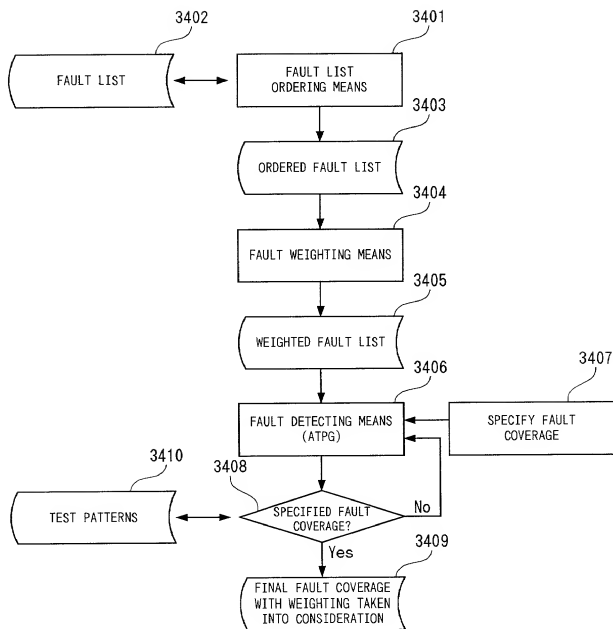 3402
3401
FAULT LIST
FAULT LIST
ORDERING MEANS
3403
ORDERED FAULT LIST
3404
FAULT WEIGHTING MEANS
3405
WEIGHTED FAULT LIST
3406
3407
FAULT DETECTING MEANS
(ATPG)
SPECIFY FAULT
COVERAGE
3410
3408
TEST PATTERNS
SPECIFIED FAULT
COVERAGE?
No
Yes
3409
FINAL FAULT COVERAGE
WITH WEIGHTING TAKEN
INTO CONSIDERATION